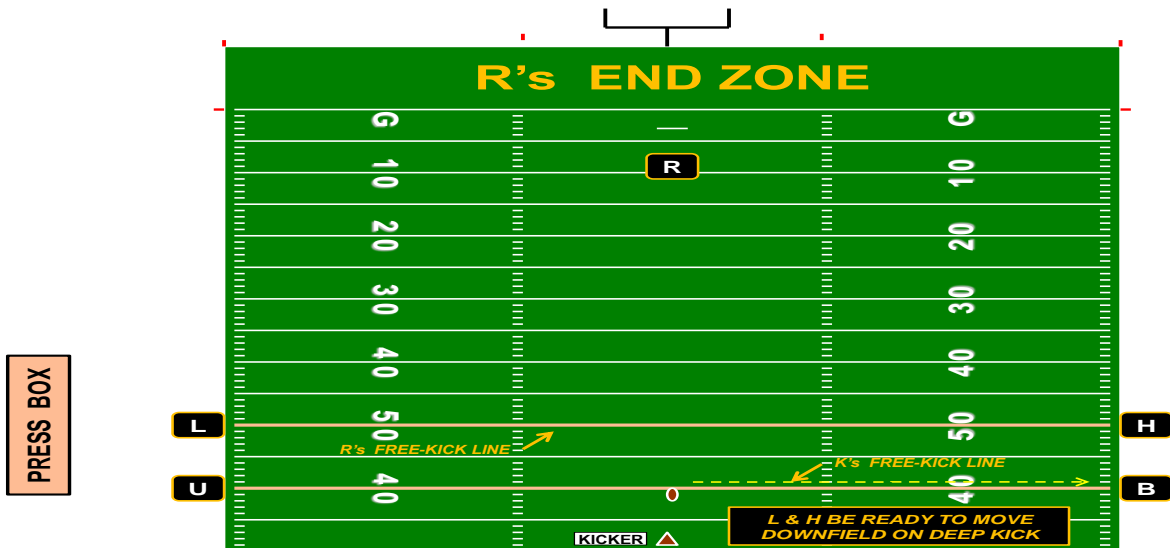 R's END ZONE
G G
R
10 10
20 20
30 30
40 40
PRESS BOX
L 50 50 H
R's FREE-KICK LINE
K's FREE-KICK LINE
U 40 40 B
L & H BE READY TO MOVE
DOWNFIELD ON DEEP KICK
KICKER